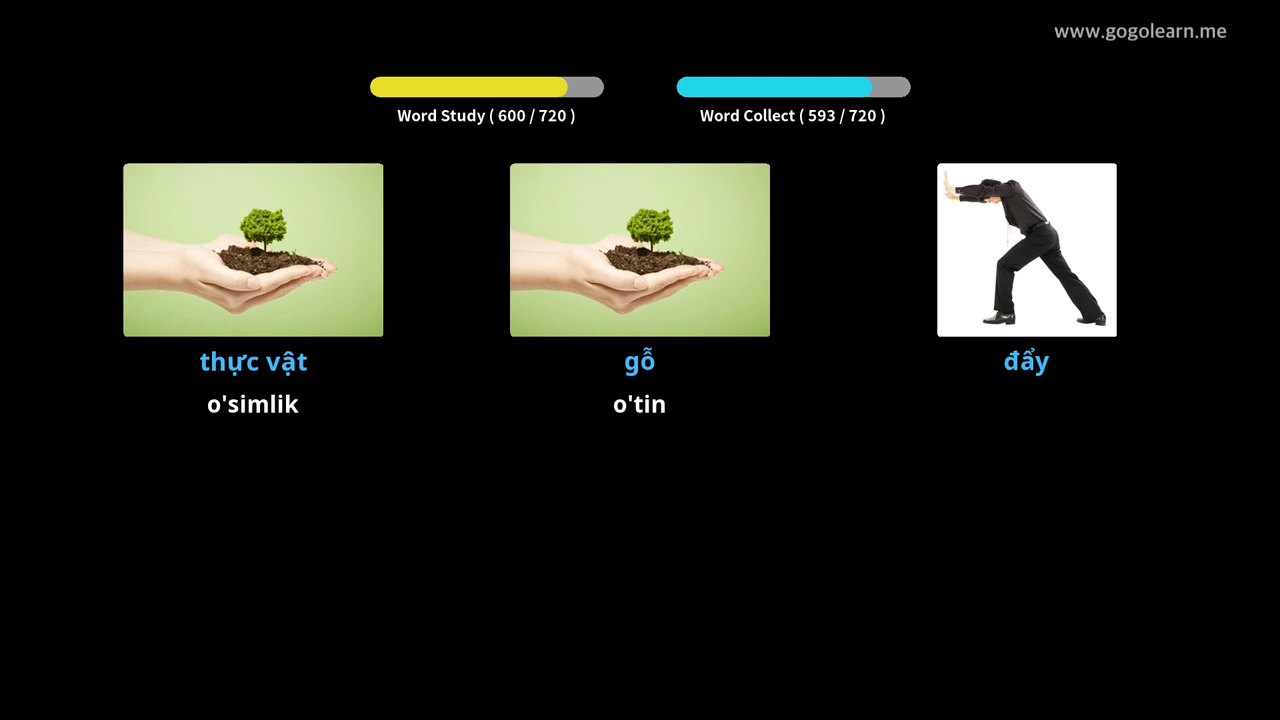 www.gogolearn.me
Word Study ( 600 / 720 )
Word Collect ( 593 / 720 )
thực vật
gỗ
đẩy
o'simlik
o'tin